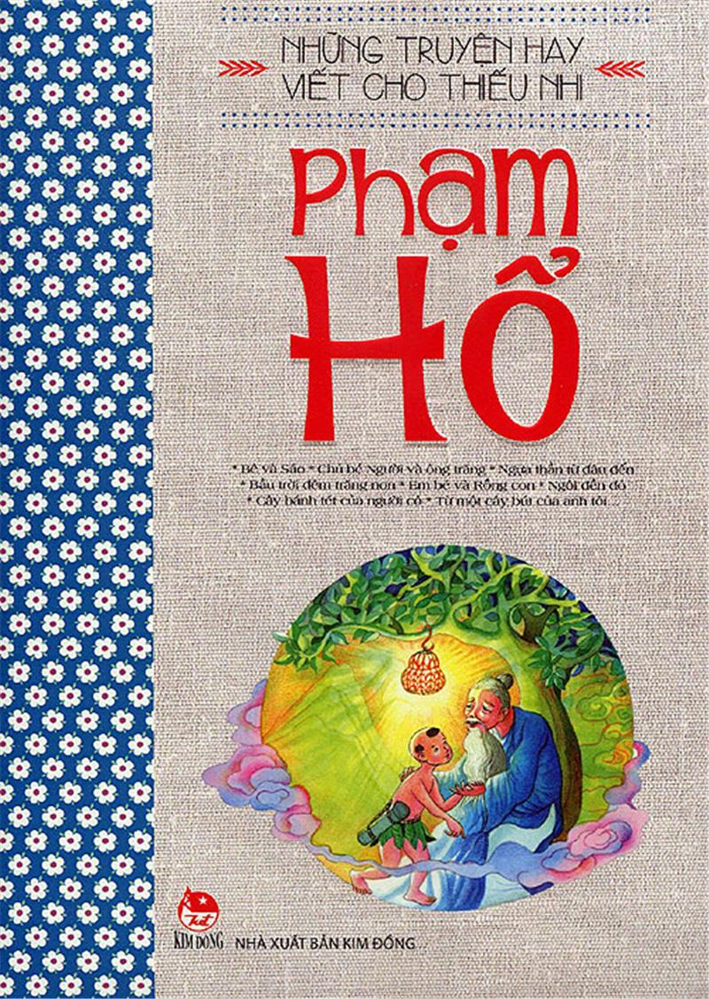 NHỮNG TRUYỆN HAY
VIẾT CHO THIẾU NHI
Phạm
Hổ
* Bê và Sáo * Chú bé Người và ông trăng * Ngựa thần từ đâu đến
* Bầu trời đêm trăng non * Em bé và Rồng con * Ngôi đền đó
* Cây bánh tét của người cô * Từ một cây bút của anh tôi...
KIM ĐỒNG
NHÀ XUẤT BẢN KIM ĐỒNG